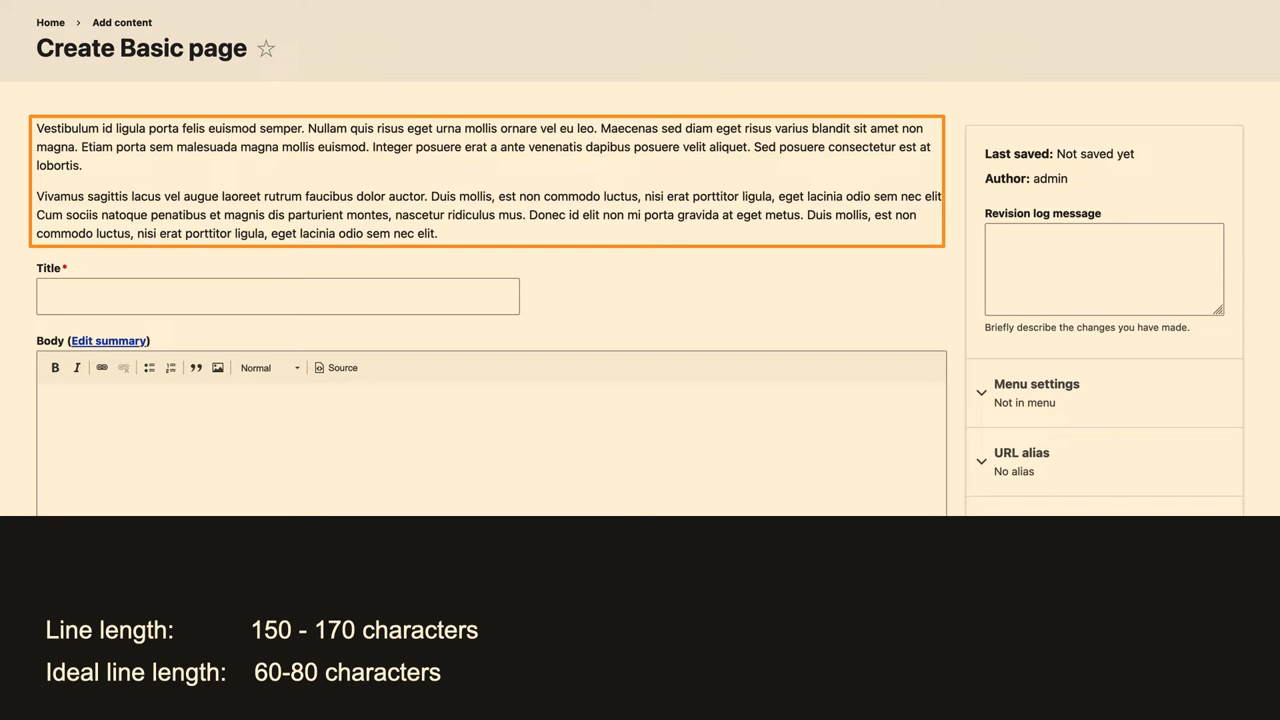 Home › Add content
Create Basic page ☆
Vestibulum id ligula porta felis euismod semper. Nullam quis risus eget urna mollis ornare vel eu leo. Maecenas sed diam eget risus varius blandit sit amet non
magna. Etiam porta sem malesuada magna mollis euismod. Integer posuere erat a ante venenatis dapibus posuere velit aliquet. Sed posuere consectetur est at
lobortis.
Vivamus sagittis lacus vel augue laoreet rutrum faucibus dolor auctor. Duis mollis, est non commodo luctus, nisi erat porttitor ligula, eget lacinia odio sem nec elit
Cum sociis natoque penatibus et magnis dis parturient montes, nascetur ridiculus mus. Donec id elit non mi porta gravida at eget metus. Duis mollis, est non
commodo luctus, nisi erat porttitor ligula, eget lacinia odio sem nec elit.
Title*
Body (Edit summary)
B I Normal Source
Last saved: Not saved yet
Author: admin
Revision log message
Briefly describe the changes you have made.
Menu settings
Not in menu
URL alias
No alias
Line length: 150 - 170 characters
Ideal line length: 60-80 characters